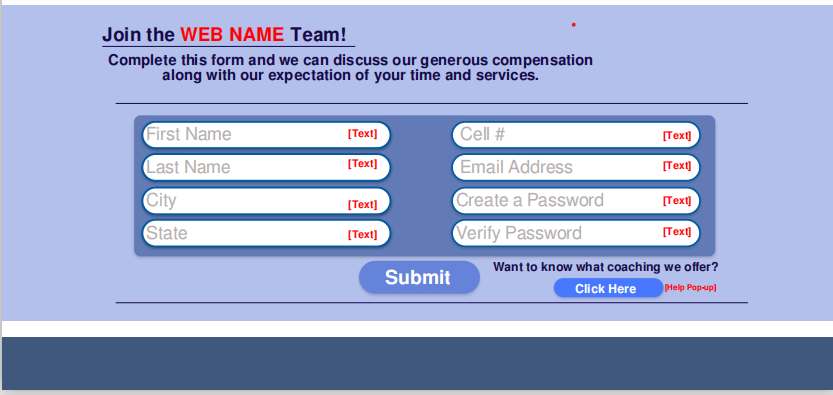 Join the WEB NAME Team!
Complete this form and we can discuss our generous compensation
along with our expectation of your time and services.
First Name [Text]
Cell # [Text]
Last Name [Text]
Email Address [Text]
City [Text]
Create a Password [Text]
State [Text]
Verify Password [Text]
Submit
Want to know what coaching we offer?
Click Here [Help Pop-up]